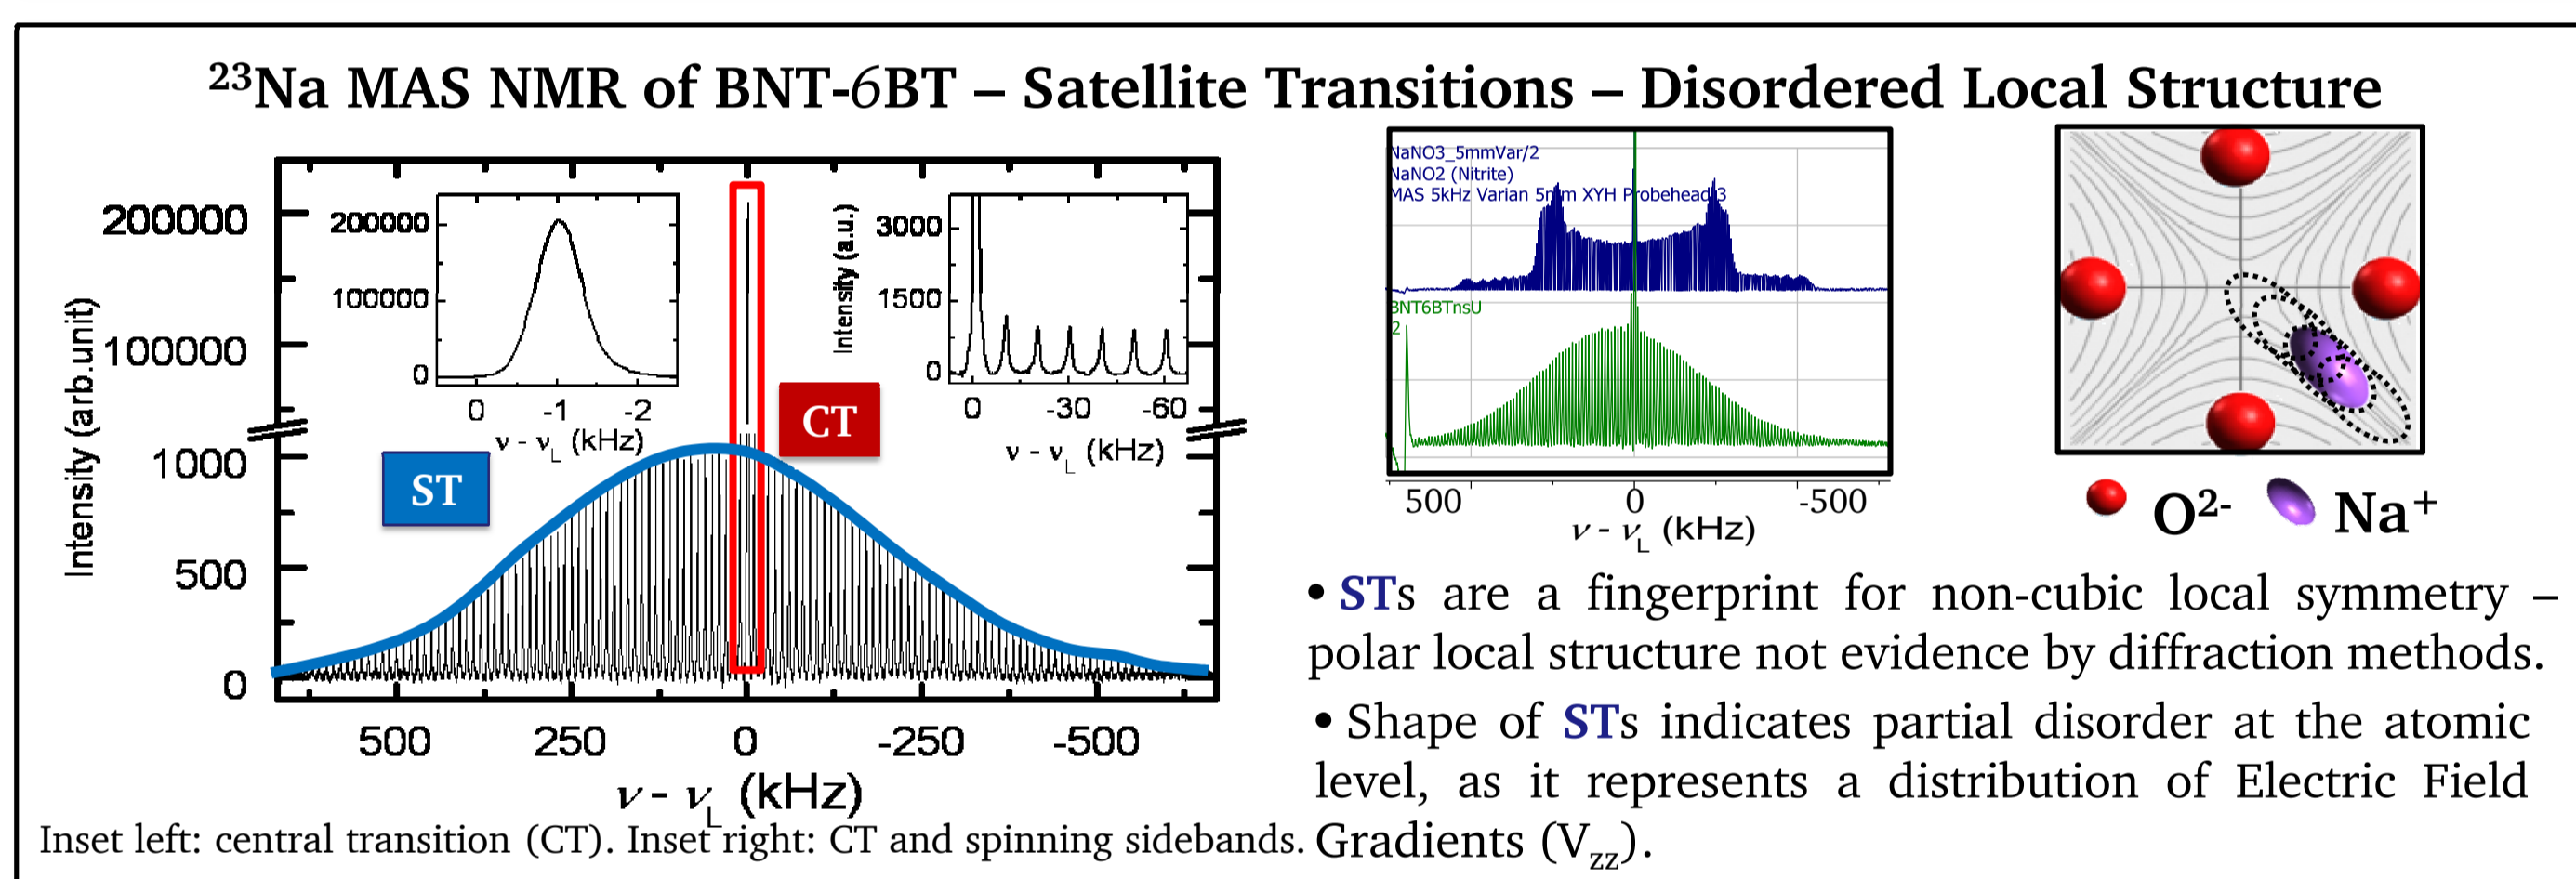 ²³Na MAS NMR of BNT-6BT – Satellite Transitions – Disordered Local Structure
Intensity (arb.unit)
200000
100000
1000
500
0
500 250 0 -250 -500
ν - νL (kHz)
200000
100000
0
0 -1 -2
ν - νL (kHz)
Intensity (a.u.)
3000
1500
0
0 -30 -60
ν - νL (kHz)
ST
CT
Inset left: central transition (CT). Inset right: CT and spinning sidebands.
NaNO3_5mmVar/2
NaNO2 (Nitrite)
MAS 5kHz Varian 5mm XYH Probehead/3
BNT6BTnsU
2
500 0 -500
ν - νL (kHz)
O²⁻ Na⁺
• STs are a fingerprint for non-cubic local symmetry –
polar local structure not evidence by diffraction methods.
• Shape of STs indicates partial disorder at the atomic
level, as it represents a distribution of Electric Field
Gradients (Vzz).